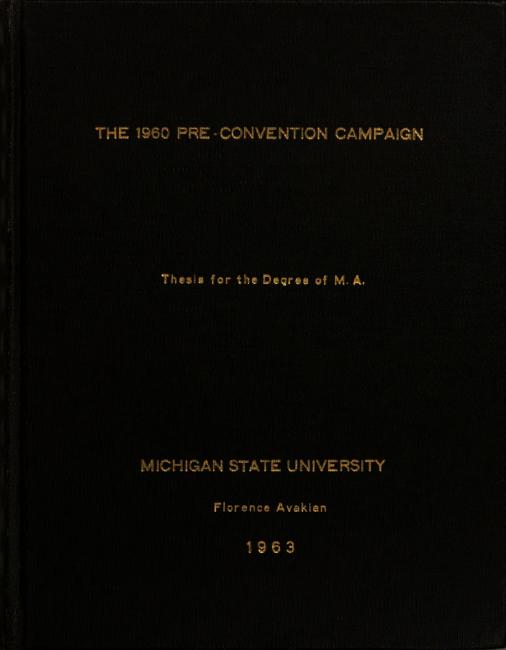 THE 1960 PRE-CONVENTION CAMPAIGN
Thesis for the Degree of M. A.
MICHIGAN STATE UNIVERSITY
Florence Avakian
1963